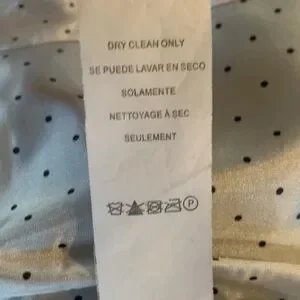 DRY CLEAN ONLY
SE PUEDE LAVAR EN SECO
SOLAMENTE
NETTOYAGE À SEC
SEULEMENT
P